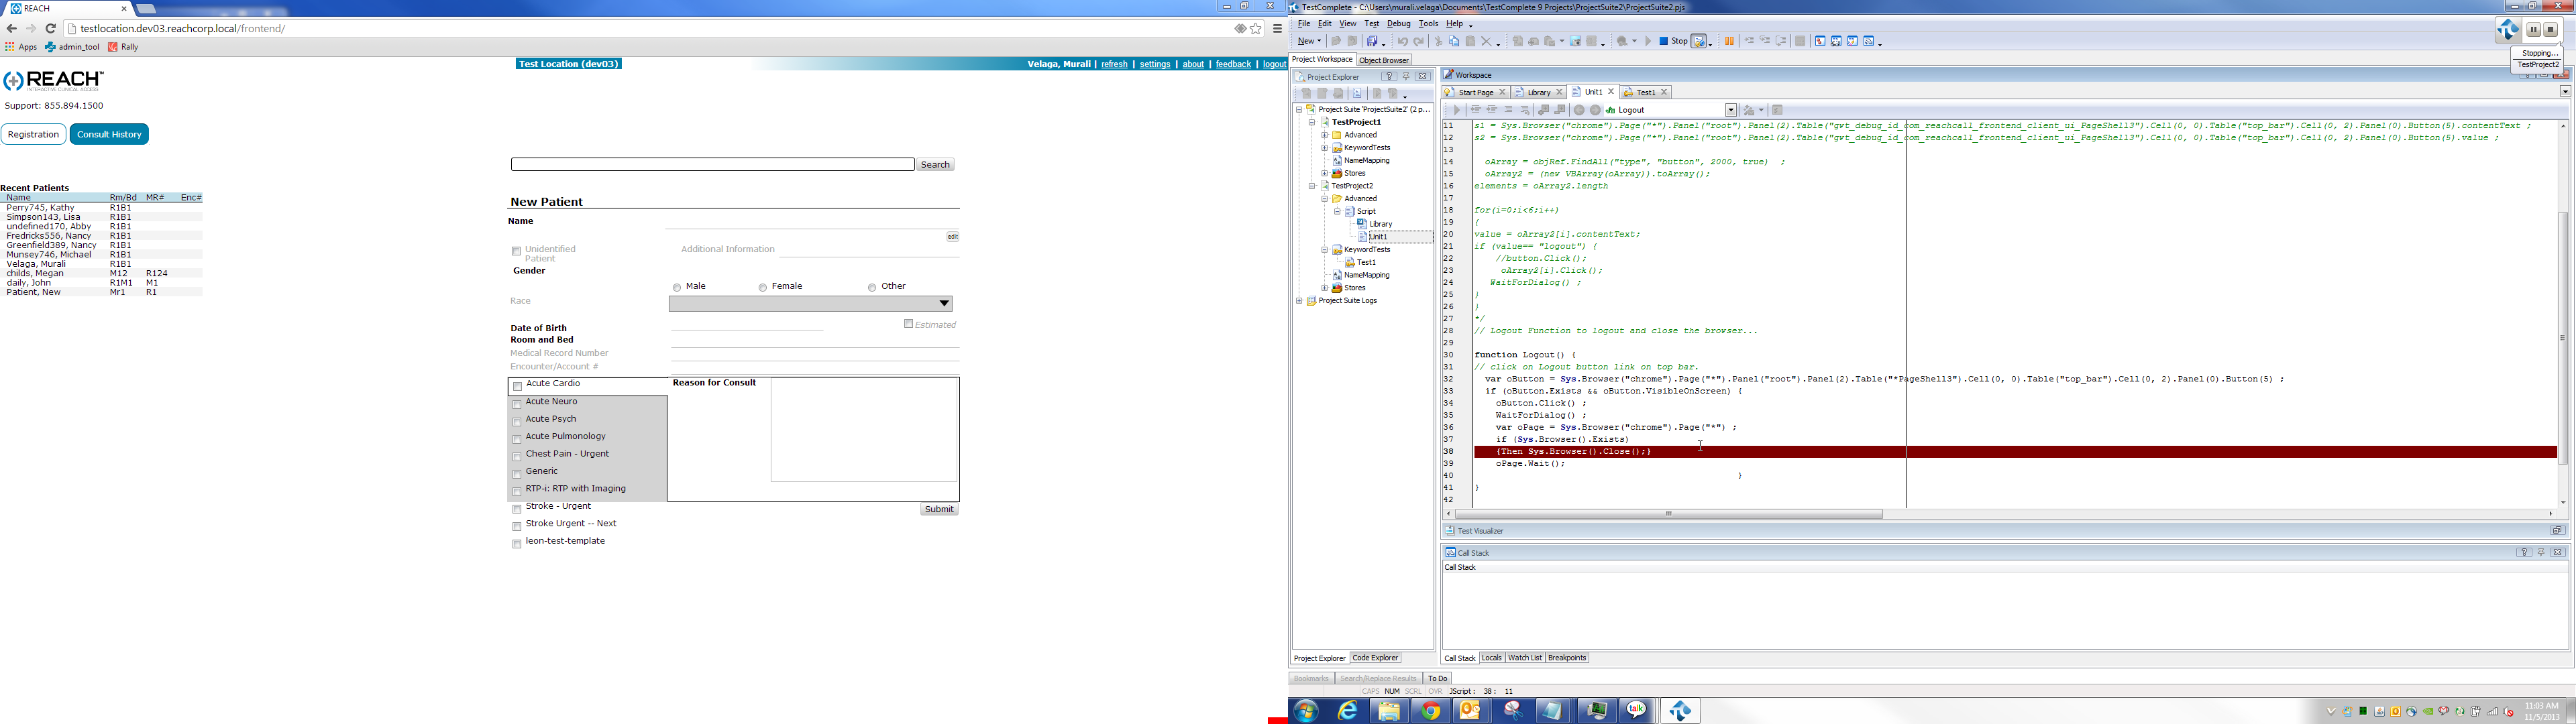 REACH
testlocation.dev03.reachcorp.local/frontend/
Apps admin_tool Rally
Test Location (dev03)
Velaga, Murali | refresh | settings | about | feedback | logout
REACH™
INTERACTIVE CLINICAL ACCESS
Support: 855.894.1500
Registration Consult History
Search
Recent Patients
Name Rm/Bd MR# Enc#
Perry745, Kathy R1B1
Simpson143, Lisa R1B1
undefined170, Abby R1B1
Fredricks556, Nancy R1B1
Greenfield389, Nancy R1B1
Munsey746, Michael R1B1
Velaga, Murali R1B1
childs, Megan M12 R124
daily, John R1M1 M1
Patient, New Mr1 R1
New Patient
Name
edit
Unidentified Patient Additional Information
Gender
Male Female Other
Race
Date of Birth Estimated
Room and Bed
Medical Record Number
Encounter/Account #
Acute Cardio Reason for Consult
Acute Neuro
Acute Psych
Acute Pulmonology
Chest Pain - Urgent
Generic
RTP-i: RTP with Imaging
Stroke - Urgent
Submit
Stroke Urgent -- Next
leon-test-template
TestComplete - C:\Users\murali.velaga\Documents\TestComplete 9 Projects\ProjectSuite2\ProjectSuite2.pjs
File Edit View Test Debug Tools Help
New Stop
Stopping...
TestProject2
Project Workspace Object Browser
Project Explorer
Project Suite 'ProjectSuite2' (2 p...
TestProject1
Advanced
KeywordTests
NameMapping
Stores
TestProject2
Advanced
Script
Library
Unit1
KeywordTests
Test1
NameMapping
Stores
Project Suite Logs
Workspace
Start Page Library Unit1 Test1
Logout
11 s1 = Sys.Browser("chrome").Page("*").Panel("root").Panel(2).Table("gwt_debug_id_com_reachcall_frontend_client_ui_PageShell3").Cell(0, 0).Table("top_bar").Cell(0, 2).Panel(0).Button(5).contentText ;
12 s2 = Sys.Browser("chrome").Page("*").Panel("root").Panel(2).Table("gwt_debug_id_com_reachcall_frontend_client_ui_PageShell3").Cell(0, 0).Table("top_bar").Cell(0, 2).Panel(0).Button(5).value ;
13
14 oArray = objRef.FindAll("type", "button", 2000, true) ;
15 oArray2 = (new VBArray(oArray)).toArray();
16 elements = oArray2.length
17
18 for(i=0;i<6;i++)
19 {
20 value = oArray2[i].contentText;
21 if (value== "logout") {
22 //button.Click();
23 oArray2[i].Click();
24 WaitForDialog() ;
25 }
26 }
27 */
28 // Logout Function to logout and close the browser...
29
30 function Logout() {
31 // click on Logout button link on top bar.
32 var oButton = Sys.Browser("chrome").Page("*").Panel("root").Panel(2).Table("*PageShell3").Cell(0, 0).Table("top_bar").Cell(0, 2).Panel(0).Button(5) ;
33 if (oButton.Exists && oButton.VisibleOnScreen) {
34 oButton.Click() ;
35 WaitForDialog() ;
36 var oPage = Sys.Browser("chrome").Page("*") ;
37 if (Sys.Browser().Exists)
38 {Then Sys.Browser().Close();}
39 oPage.Wait();
40 }
41 }
42
Test Visualizer
Call Stack
Call Stack
Project Explorer Code Explorer
Call Stack Locals Watch List Breakpoints
Bookmarks Search/Replace Results To Do
CAPS NUM SCRL OVR JScript: 38: 11
talk
11:03 AM
11/5/2013